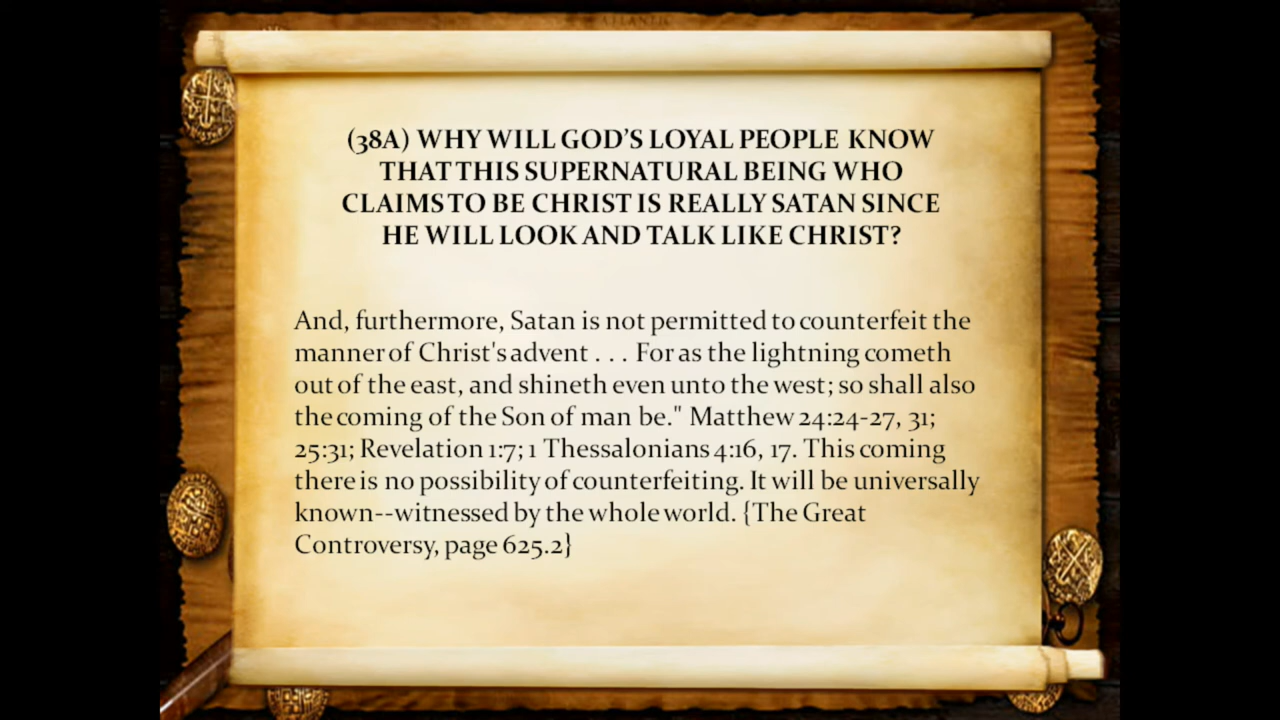 ATLANTIC
(38A) WHY WILL GOD’S LOYAL PEOPLE KNOW
THAT THIS SUPERNATURAL BEING WHO
CLAIMS TO BE CHRIST IS REALLY SATAN SINCE
HE WILL LOOK AND TALK LIKE CHRIST?
And, furthermore, Satan is not permitted to counterfeit the
manner of Christ's advent . . . For as the lightning cometh
out of the east, and shineth even unto the west; so shall also
the coming of the Son of man be." Matthew 24:24-27, 31;
25:31; Revelation 1:7; 1 Thessalonians 4:16, 17. This coming
there is no possibility of counterfeiting. It will be universally
known--witnessed by the whole world. {The Great
Controversy, page 625.2}